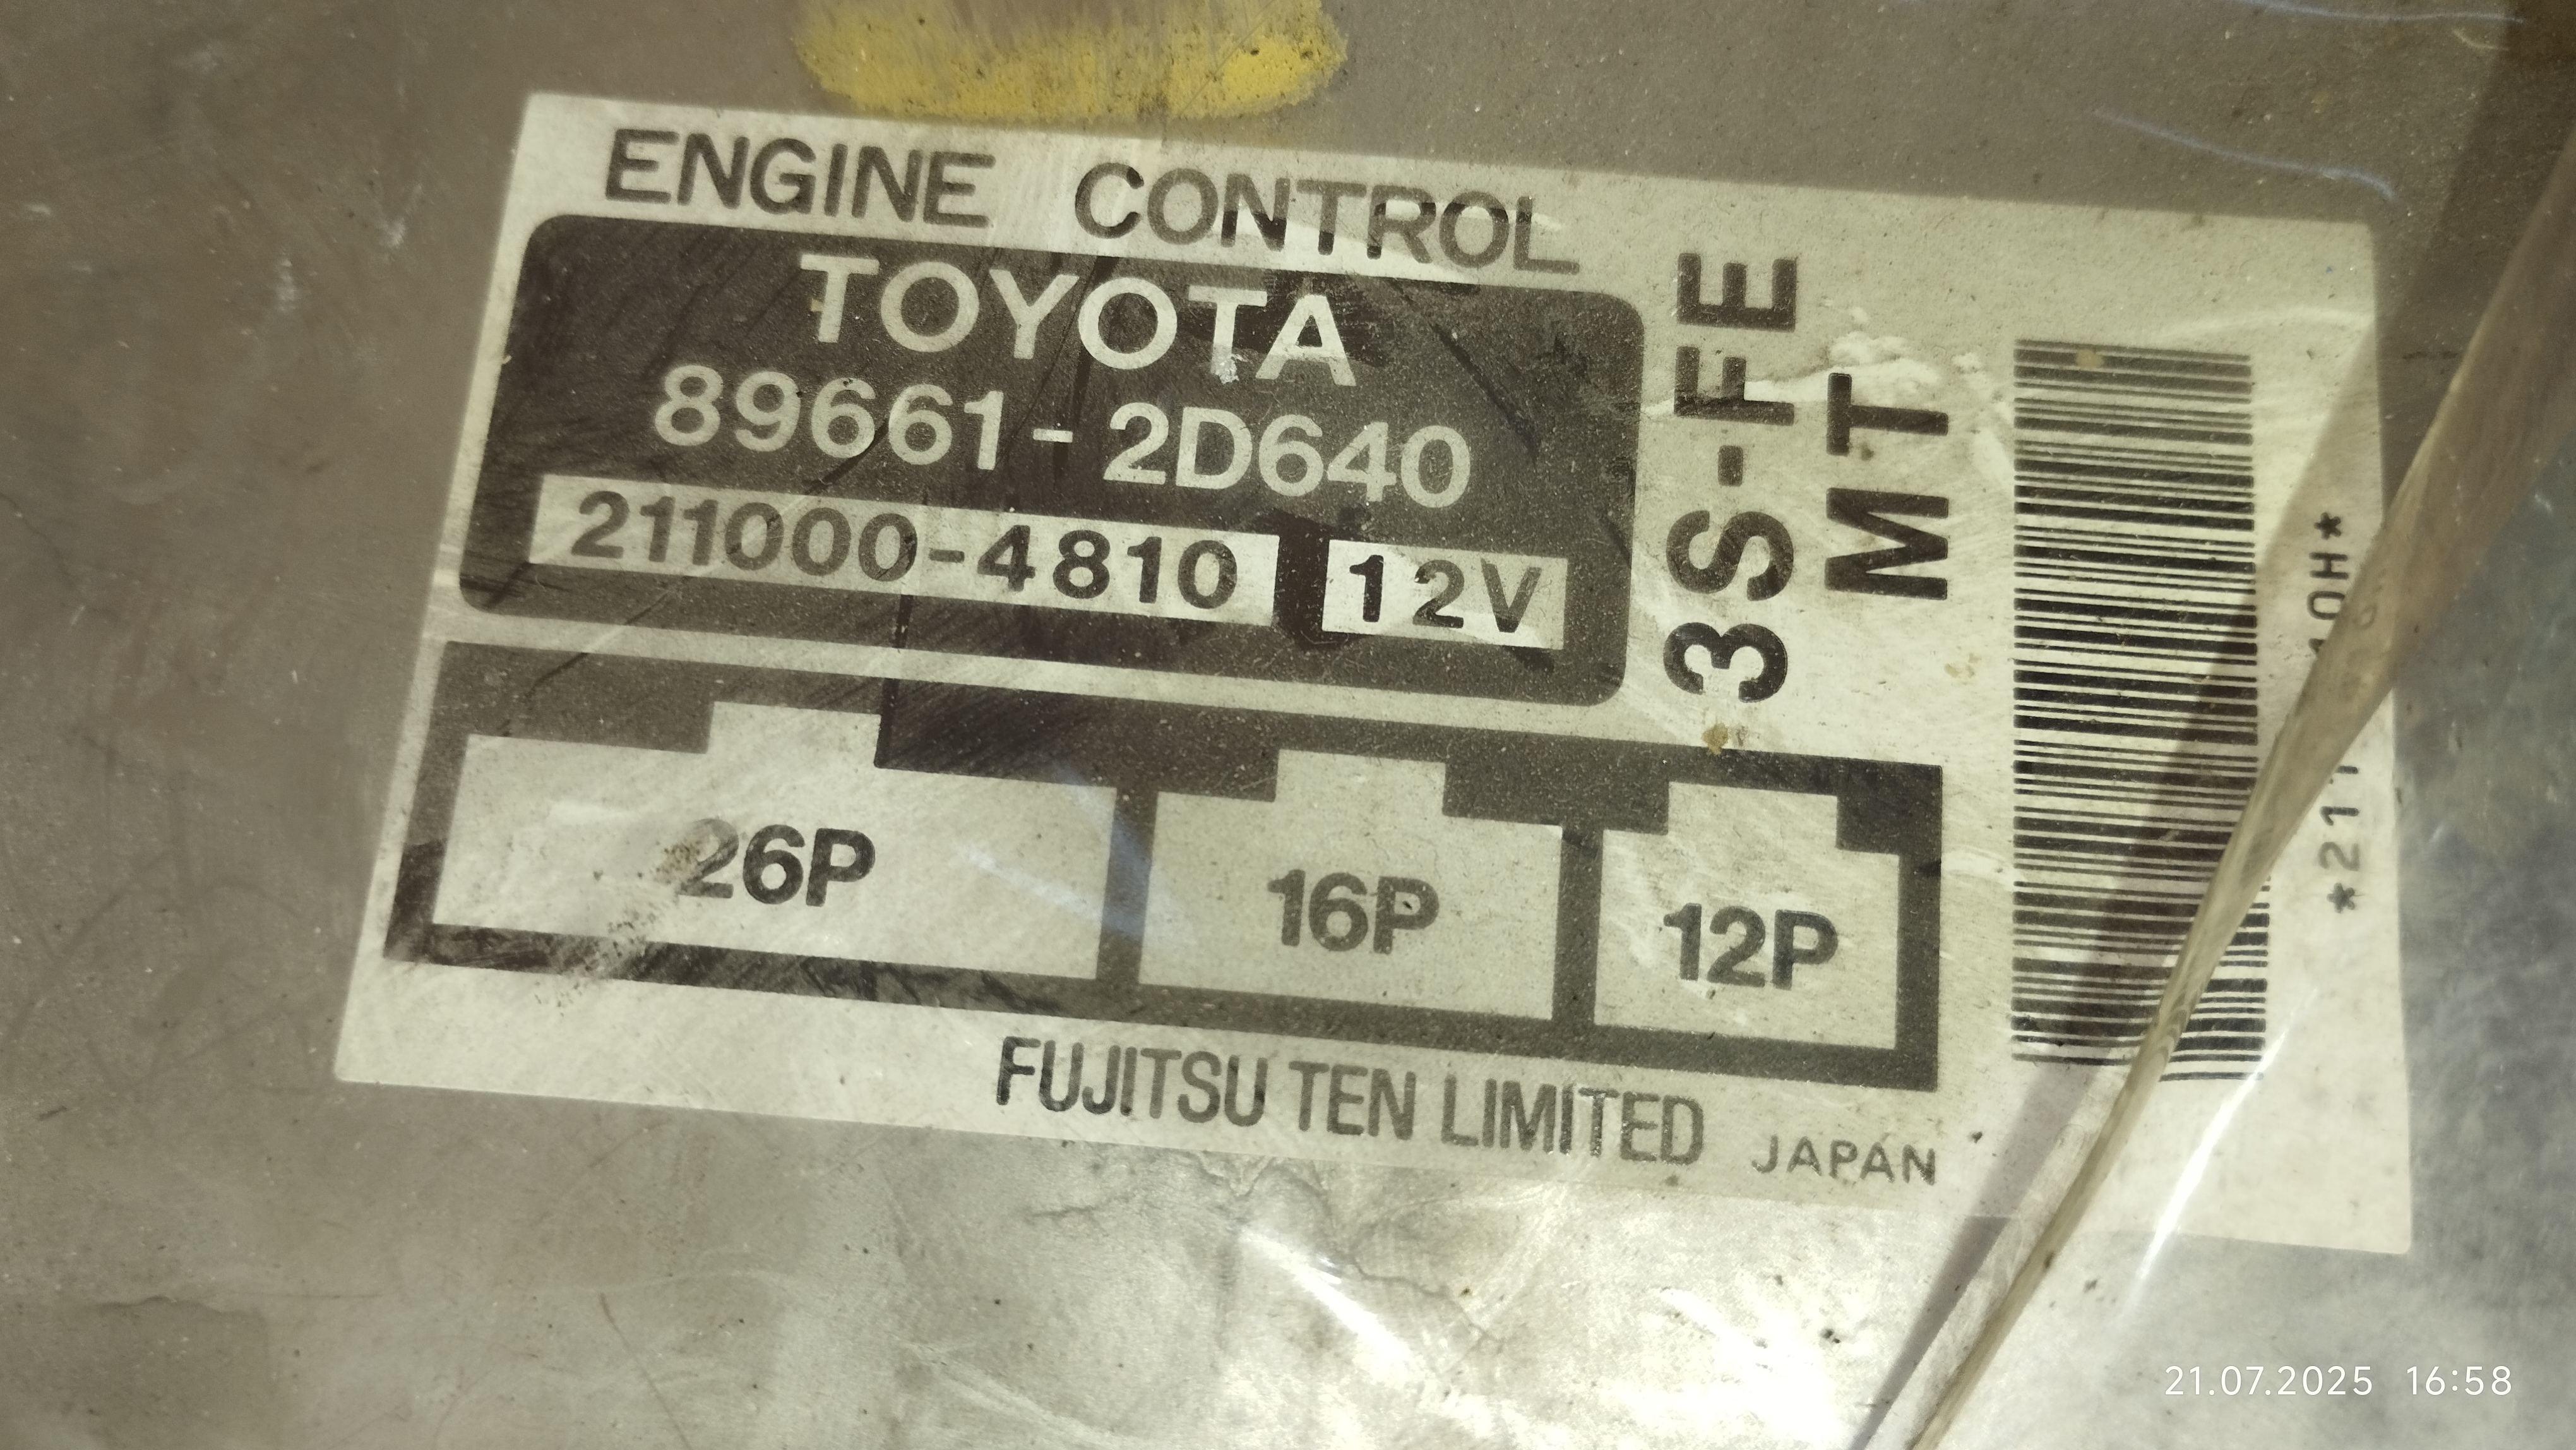 ENGINE CONTROL
TOYOTA
89661-2D640
211000-4810 12V
3S-FE
MT
26P 16P 12P
FUJITSU TEN LIMITED JAPAN
21.07.2025 16:58